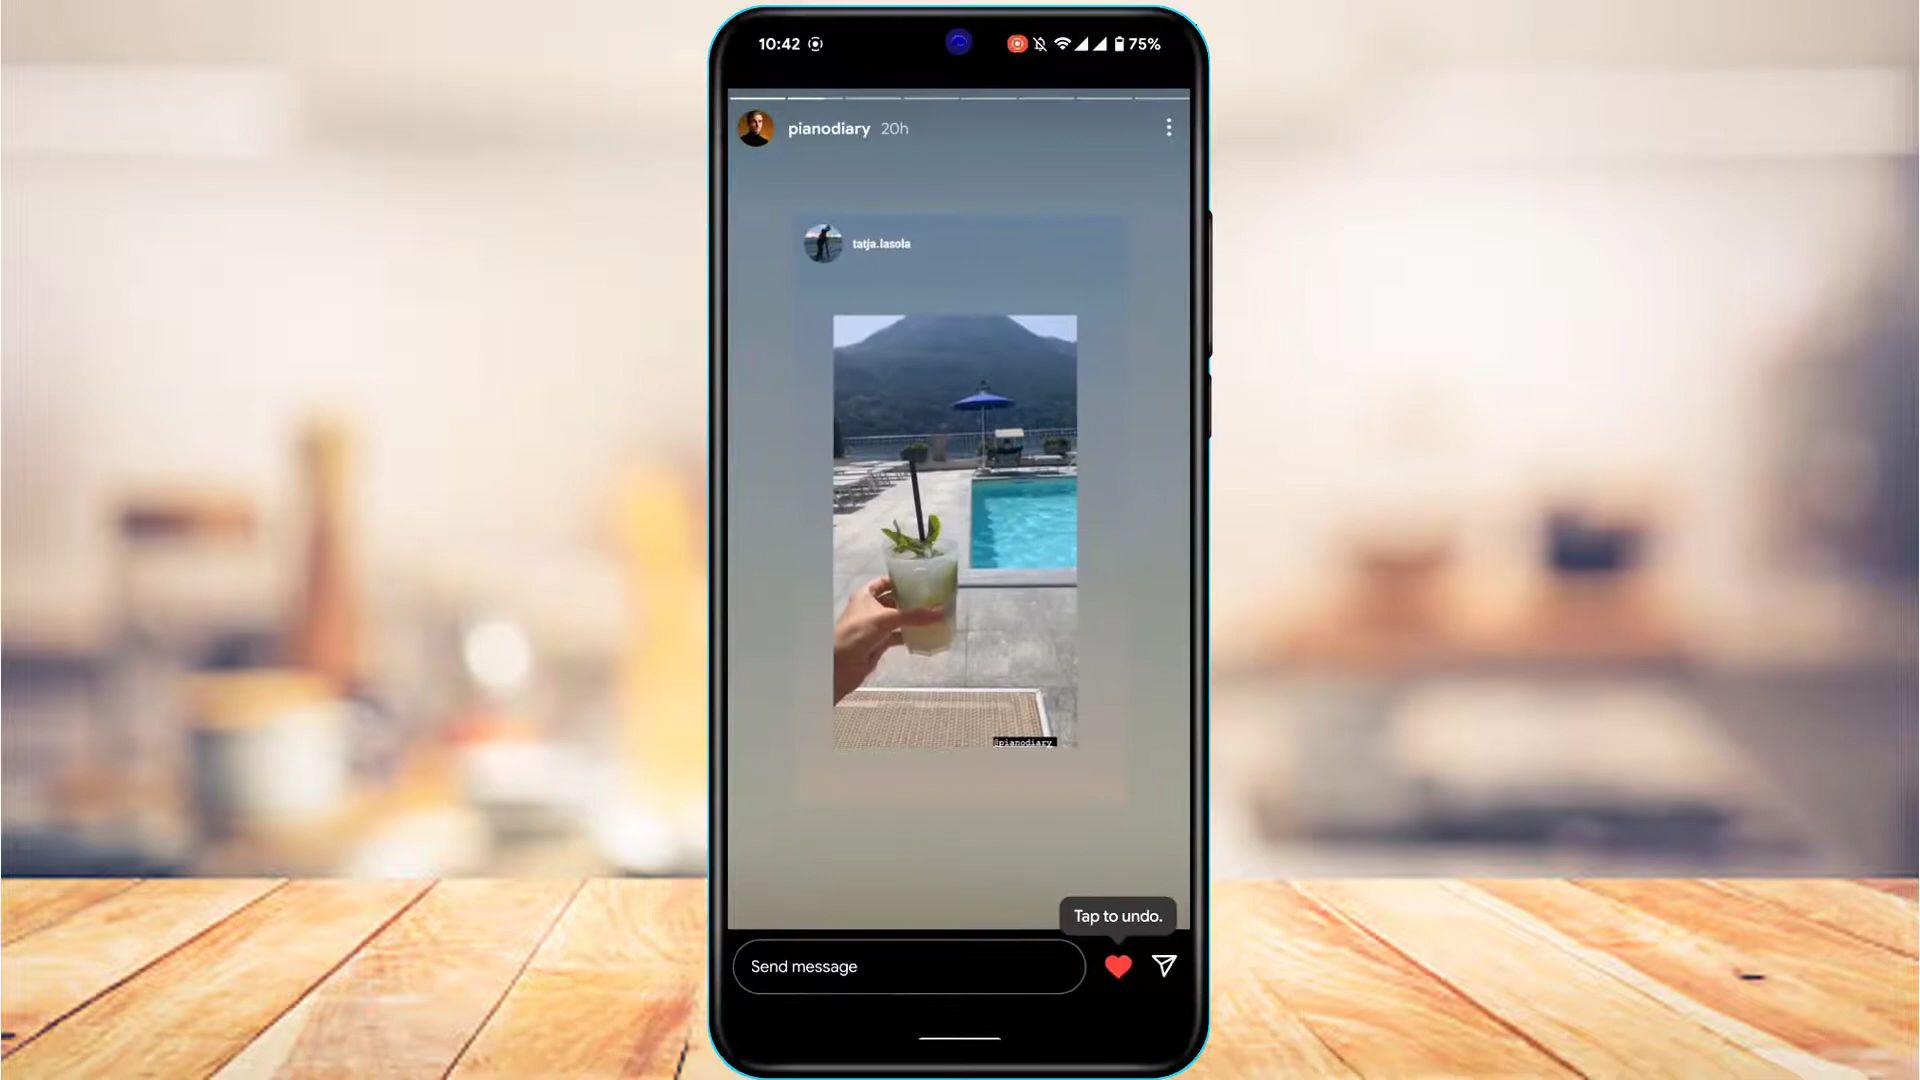 10:42
75%
pianodiary 20h
tatja.lasola
@pianodiary
Tap to undo.
Send message